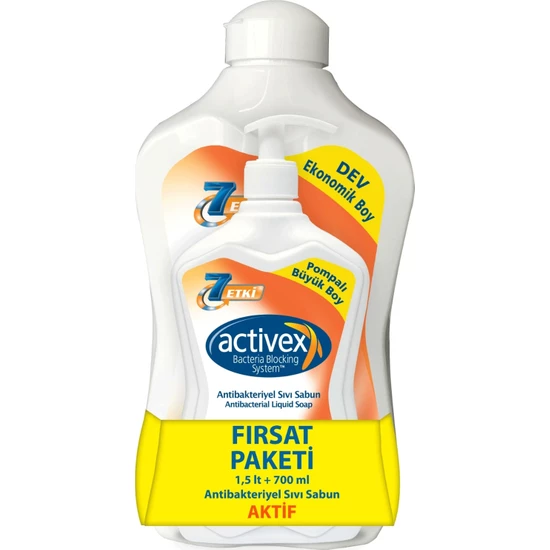 DEV
Ekonomik Boy
7
ETKİ
Pompalı
Büyük Boy
7
ETKİ
activex
Bacteria Blocking
System™
Antibakteriyel Sıvı Sabun
Antibacterial Liquid Soap
FIRSAT
PAKETİ
1,5 lt + 700 ml
Antibakteriyel Sıvı Sabun
AKTİF